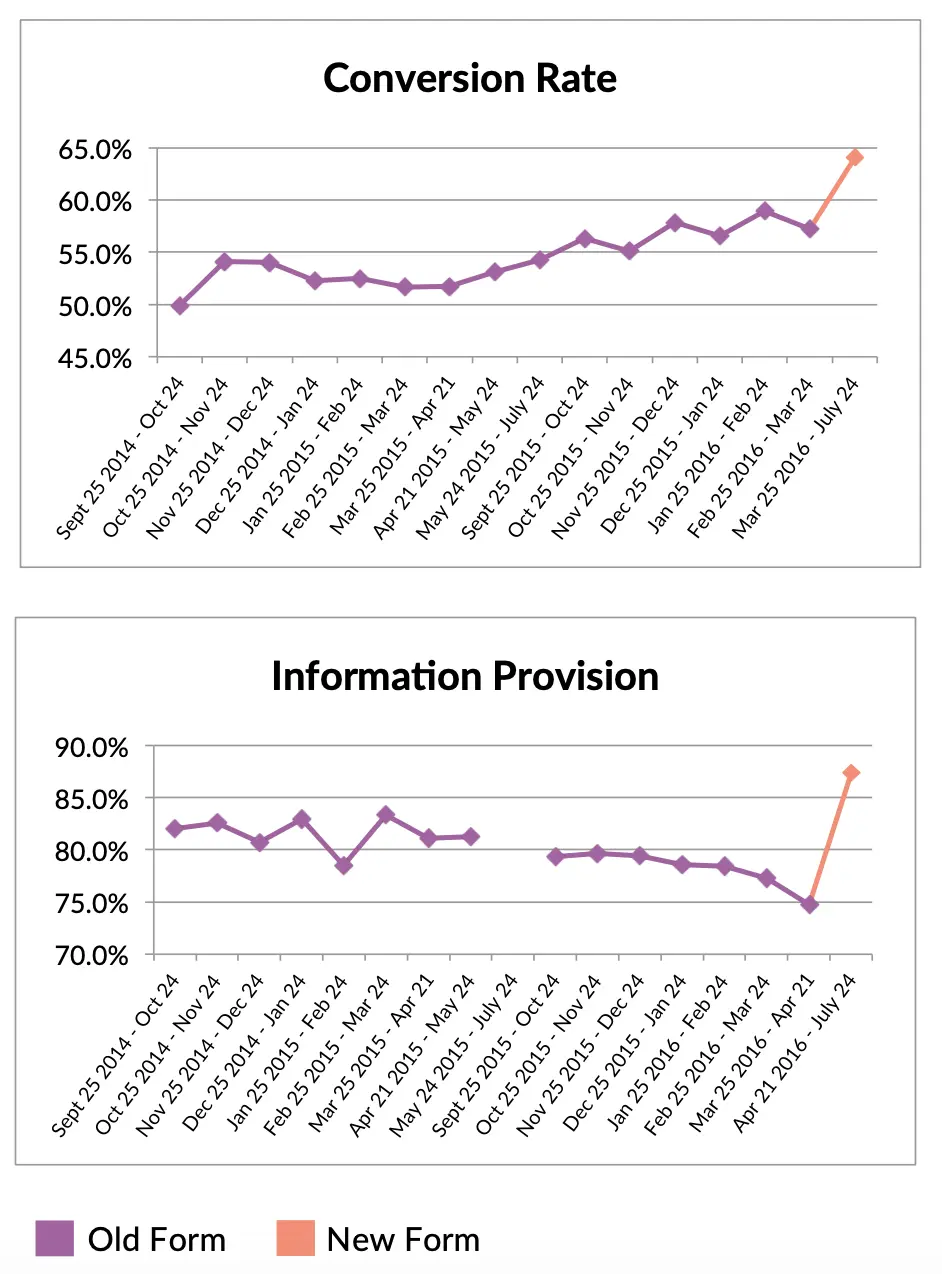 Conversion Rate
65.0%
60.0%
55.0%
50.0%
45.0%
Sept 25 2014 - Oct 24
Oct 25 2014 - Nov 24
Nov 25 2014 - Dec 24
Dec 25 2014 - Jan 24
Jan 25 2015 - Feb 24
Feb 25 2015 - Mar 24
Mar 25 2015 - Apr 21
Apr 21 2015 - May 24
May 24 2015 - July 24
Sept 25 2015 - Oct 24
Oct 25 2015 - Nov 24
Nov 25 2015 - Dec 24
Dec 25 2015 - Jan 24
Jan 25 2016 - Feb 24
Feb 25 2016 - Mar 24
Mar 25 2016 - July 24
Information Provision
90.0%
85.0%
80.0%
75.0%
70.0%
Sept 25 2014 - Oct 24
Oct 25 2014 - Nov 24
Nov 25 2014 - Dec 24
Dec 25 2014 - Jan 24
Jan 25 2015 - Feb 24
Feb 25 2015 - Mar 24
Mar 25 2015 - Apr 21
Apr 21 2015 - May 24
May 24 2015 - July 24
Sept 25 2015 - Oct 24
Oct 25 2015 - Nov 24
Nov 25 2015 - Dec 24
Dec 25 2015 - Jan 24
Jan 25 2016 - Feb 24
Feb 25 2016 - Mar 24
Mar 25 2016 - Apr 21
Apr 21 2016 - July 24
Old Form
New Form